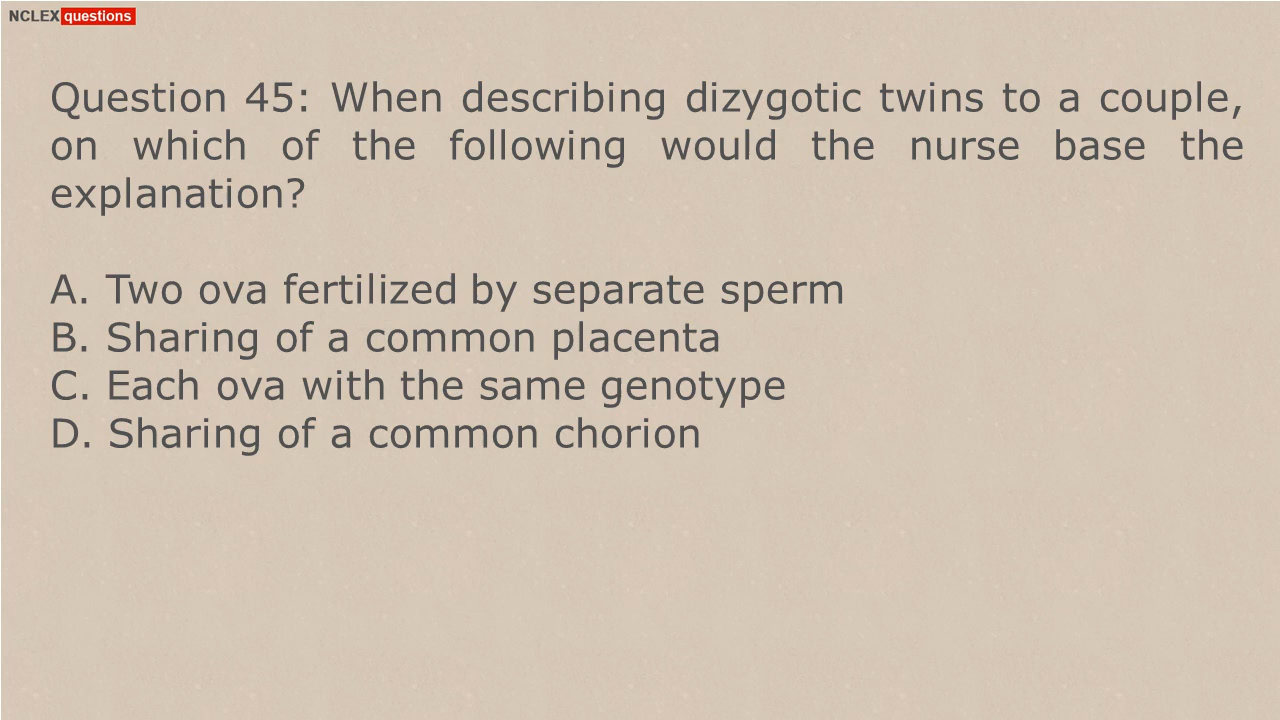 NCLEX questions
Question 45: When describing dizygotic twins to a couple,
on which of the following would the nurse base the
explanation?
A. Two ova fertilized by separate sperm
B. Sharing of a common placenta
C. Each ova with the same genotype
D. Sharing of a common chorion